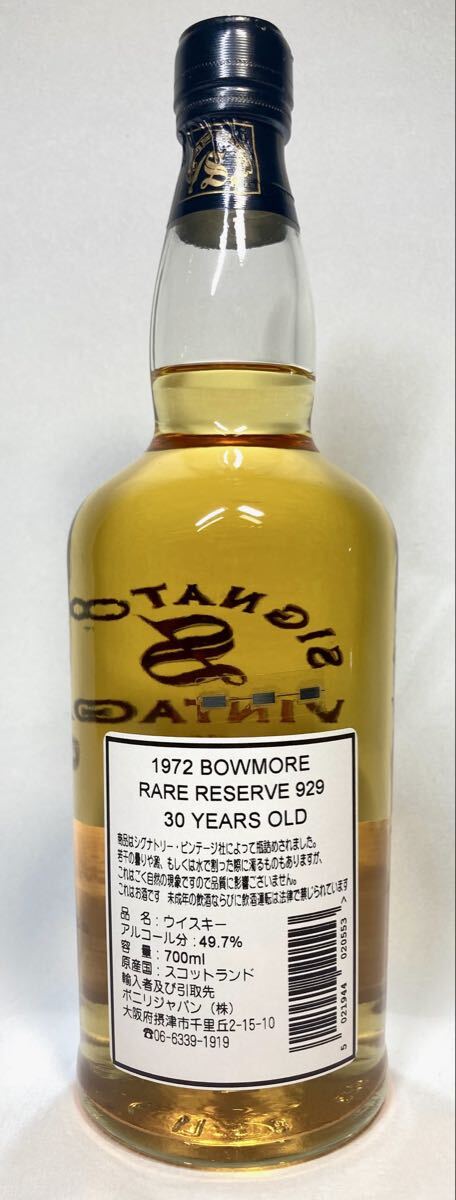 SIGNATO
VINTAG
1972 BOWMORE
RARE RESERVE 929
30 YEARS OLD
商品はシグナトリー・ビンテージ社によって瓶詰めされました。
若干の曇りや澱、もしくは水で割った際に濁るものもありますが、
これはごく自然の現象ですので品質に影響ございません。
これはお酒です 未成年の飲酒ならびに飲酒運転は法律で禁じられています
品 名：ウイスキー
アルコール分：49.7%
容 量：700ml
原産国：スコットランド
輸入者及び引取先
ボニリジャパン（株）
大阪府摂津市千里丘2-15-10
☎06-6339-1919
5 021944 020553 >